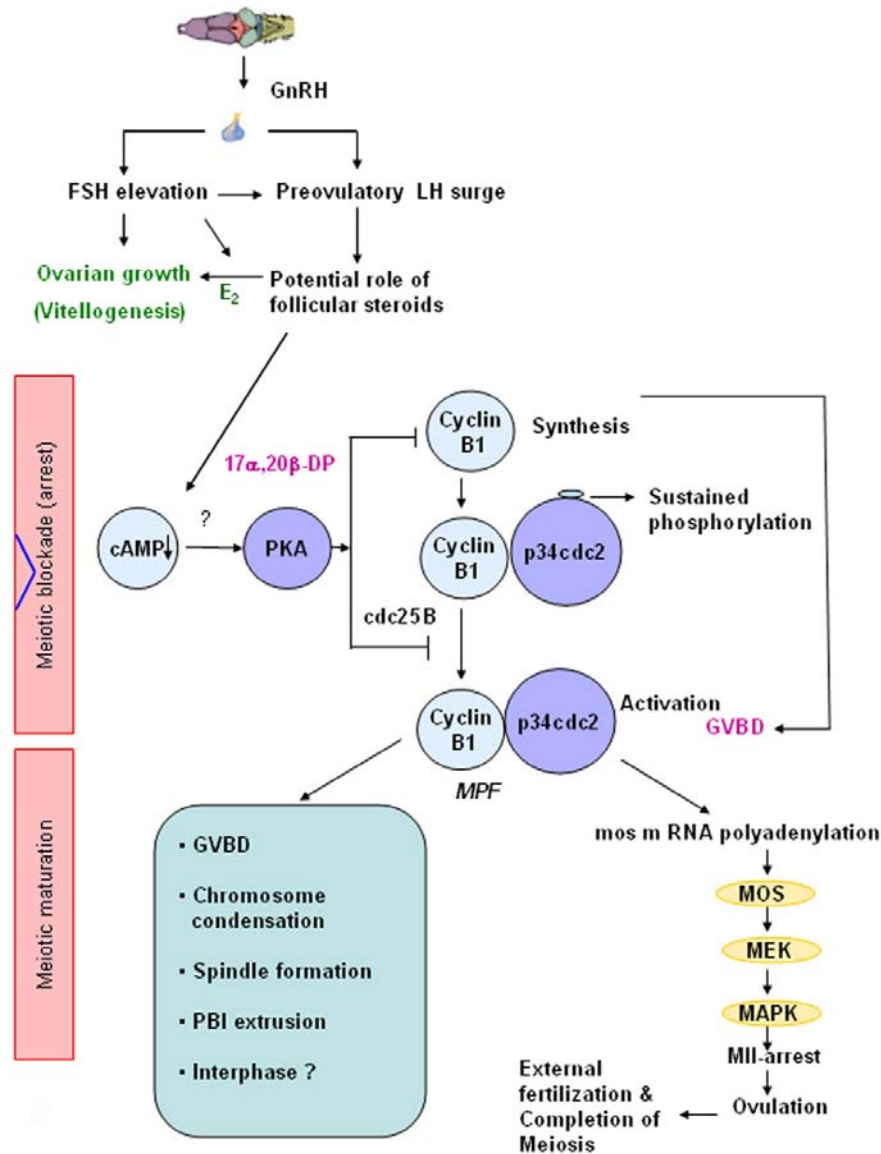 GnRH
FSH elevation
Preovulatory LH surge
Ovarian growth
(Vitellogenesis)
E2
Potential role of
follicular steroids
Meiotic blockade (arrest)
17α,20β-DP
Cyclin
B1
Synthesis
cAMP
?
PKA
Cyclin
B1
p34cdc2
Sustained
phosphorylation
cdc25B
Cyclin
B1
p34cdc2
Activation
GVBD
MPF
Meiotic maturation
▪ GVBD
▪ Chromosome
condensation
▪ Spindle formation
▪ PBI extrusion
▪ Interphase ?
mos m RNA polyadenylation
MOS
MEK
MAPK
MII-arrest
Ovulation
External
fertilization &
Completion of
Meiosis